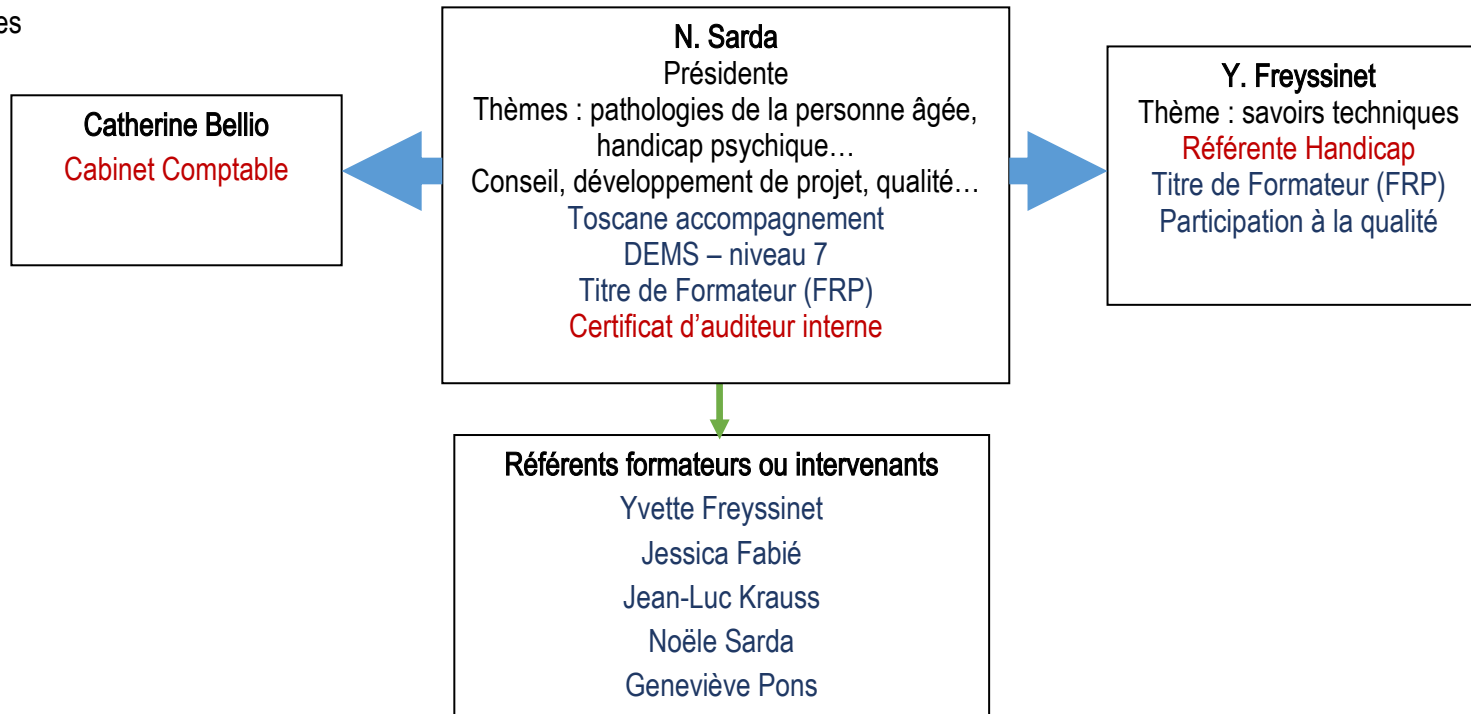 es
Catherine Bellio
Cabinet Comptable
N. Sarda
Présidente
Thèmes : pathologies de la personne âgée,
handicap psychique…
Conseil, développement de projet, qualité…
Toscane accompagnement
DEMS – niveau 7
Titre de Formateur (FRP)
Certificat d’auditeur interne
Y. Freyssinet
Thème : savoirs techniques
Référente Handicap
Titre de Formateur (FRP)
Participation à la qualité
Référents formateurs ou intervenants
Yvette Freyssinet
Jessica Fabié
Jean-Luc Krauss
Noële Sarda
Geneviève Pons